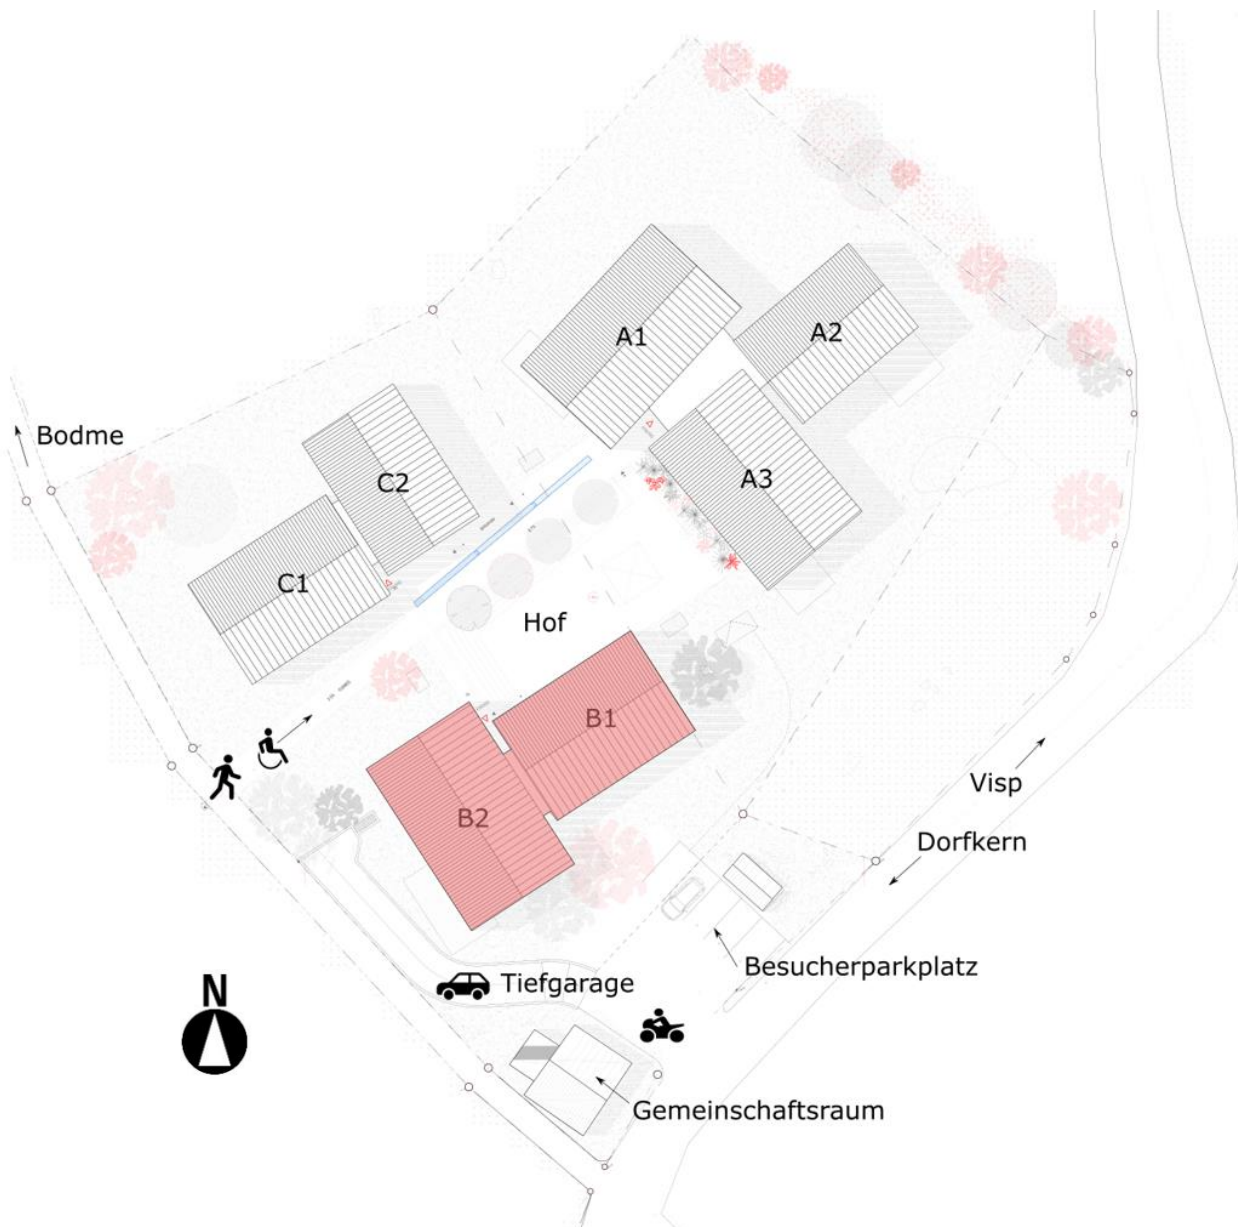 A1
A2
Bodme
C2
A3
C1
Hof
B1
Visp
B2
Dorfkern
Besucherparkplatz
N
Tiefgarage
Gemeinschaftsraum